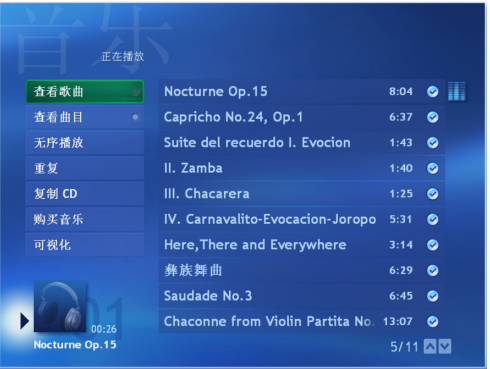 音乐
正在播放
查看歌曲
查看曲目
无序播放
重复
复制 CD
购买音乐
可视化
Nocturne Op.15 8:04
Capricho No.24, Op.1 6:37
Suite del recuerdo I. Evocion 1:43
II. Zamba 1:40
III. Chacarera 1:25
IV. Carnavalito-Evocacion-Joropo 5:31
Here,There and Everywhere 3:14
彝族舞曲 6:29
Saudade No.3 6:45
Chaconne from Violin Partita No. 13:07
01
00:26
Nocturne Op.15
5/11